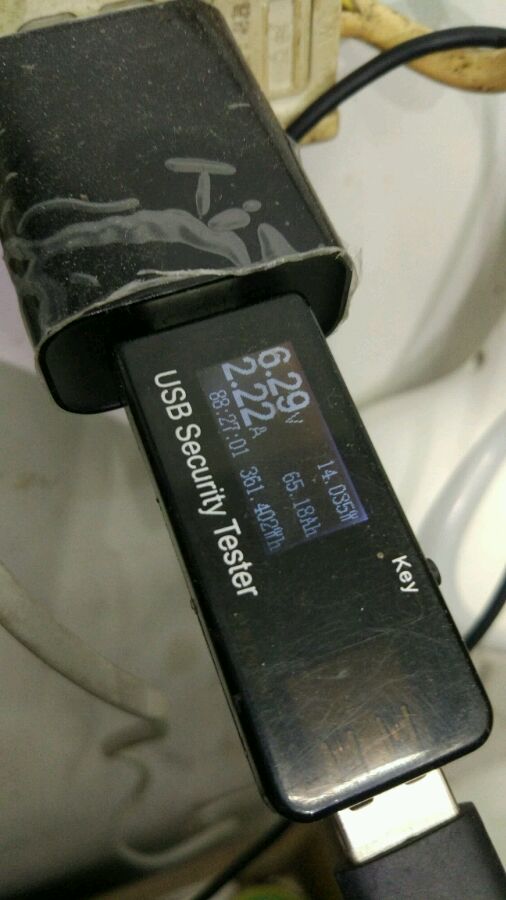 6.29V
2.22A
14.035W
65.18Ah
88:27:01 361.402Wh
USB Security Tester
Key